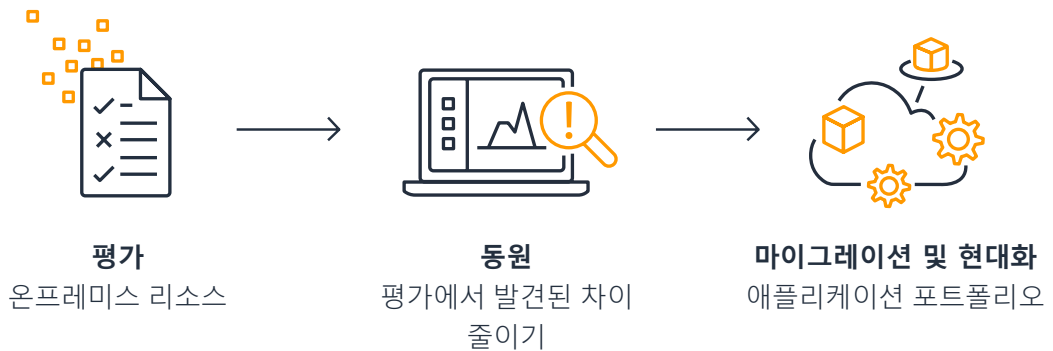 평가
온프레미스 리소스
동원
평가에서 발견된 차이
줄이기
마이그레이션 및 현대화
애플리케이션 포트폴리오